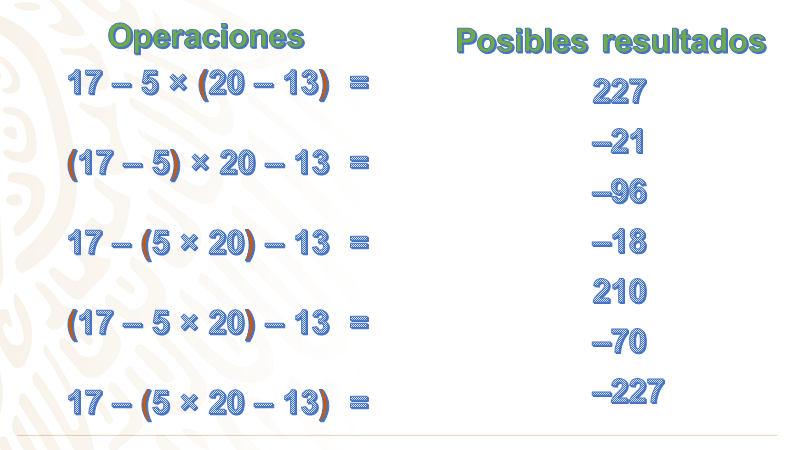 Operaciones
17 – 5 × (20 – 13) =
(17 – 5) × 20 – 13 =
17 – (5 × 20) – 13 =
(17 – 5 × 20) – 13 =
17 – (5 × 20 – 13) =
Posibles resultados
227
–21
–96
–18
210
–70
–227